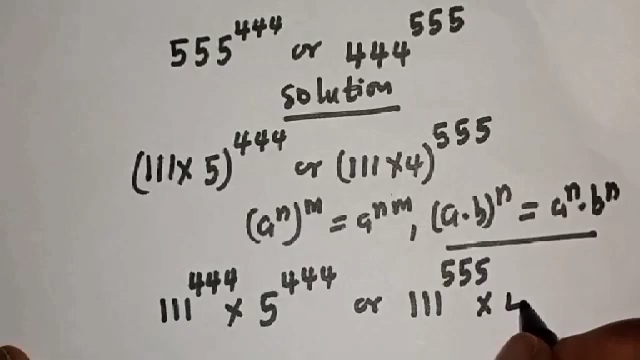 555^444 or 444^555
Solution
(111×5)^444 or (111×4)^555
(a^n)^m = a^nm, (a·b)^n = a^n·b^n
111^444 × 5^444 or 111^555 × 4